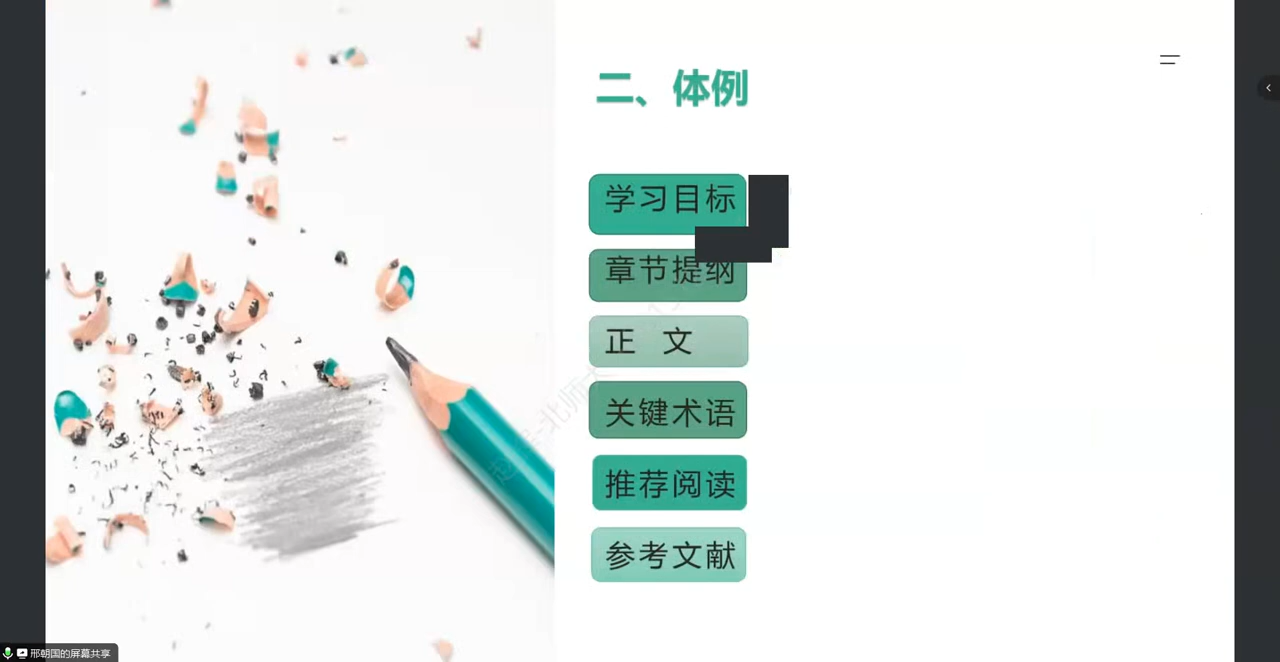 二、体例
学习目标
章节提纲
正 文
关键术语
推荐阅读
参考文献
邢朝国的屏幕共享